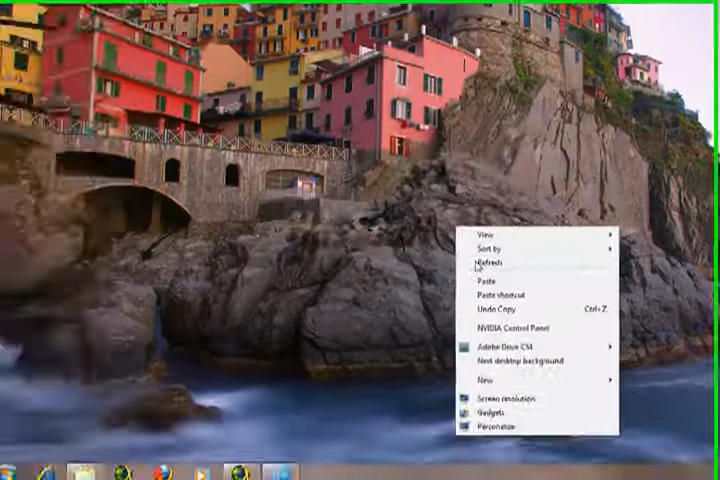 View
Sort by
Refresh
Paste
Paste shortcut
Undo Copy Ctrl+Z
NVIDIA Control Panel
Adobe Drive CS4
Next desktop background
New
Screen resolution
Gadgets
Personalize